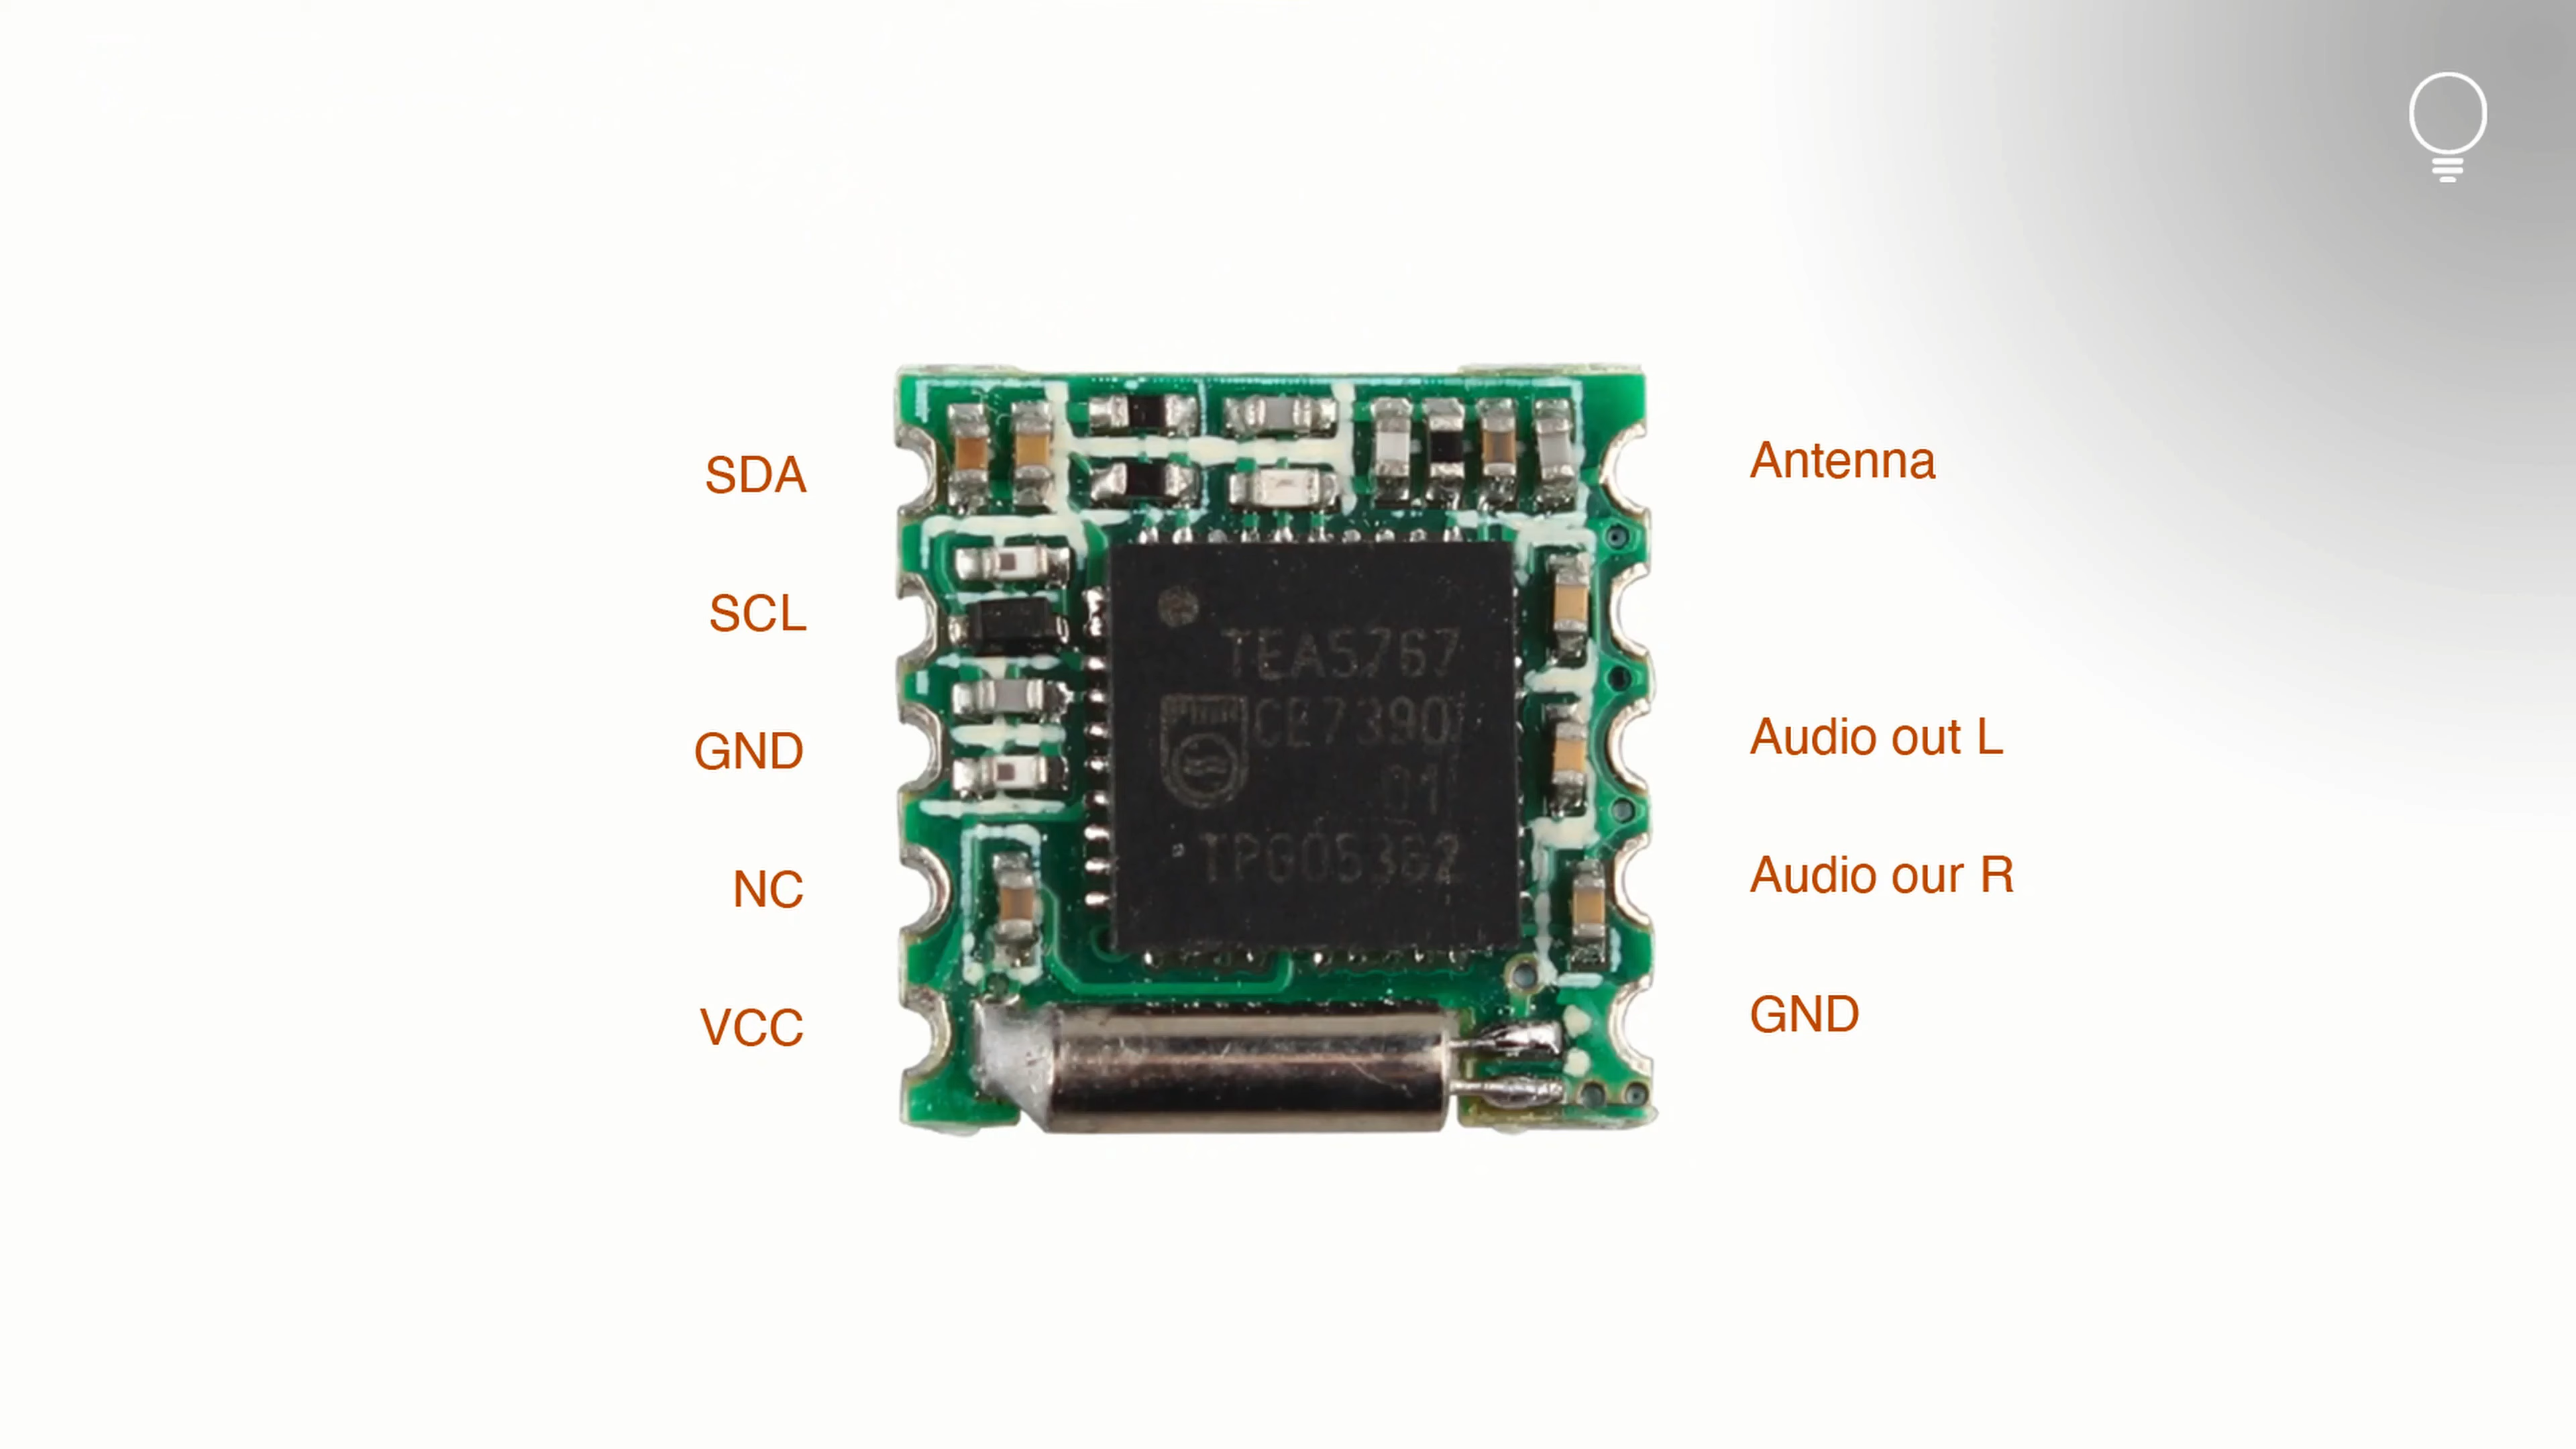 SDA
SCL
GND
NC
VCC
TEA5767
CE7390
01
TPG05362
Antenna
Audio out L
Audio our R
GND